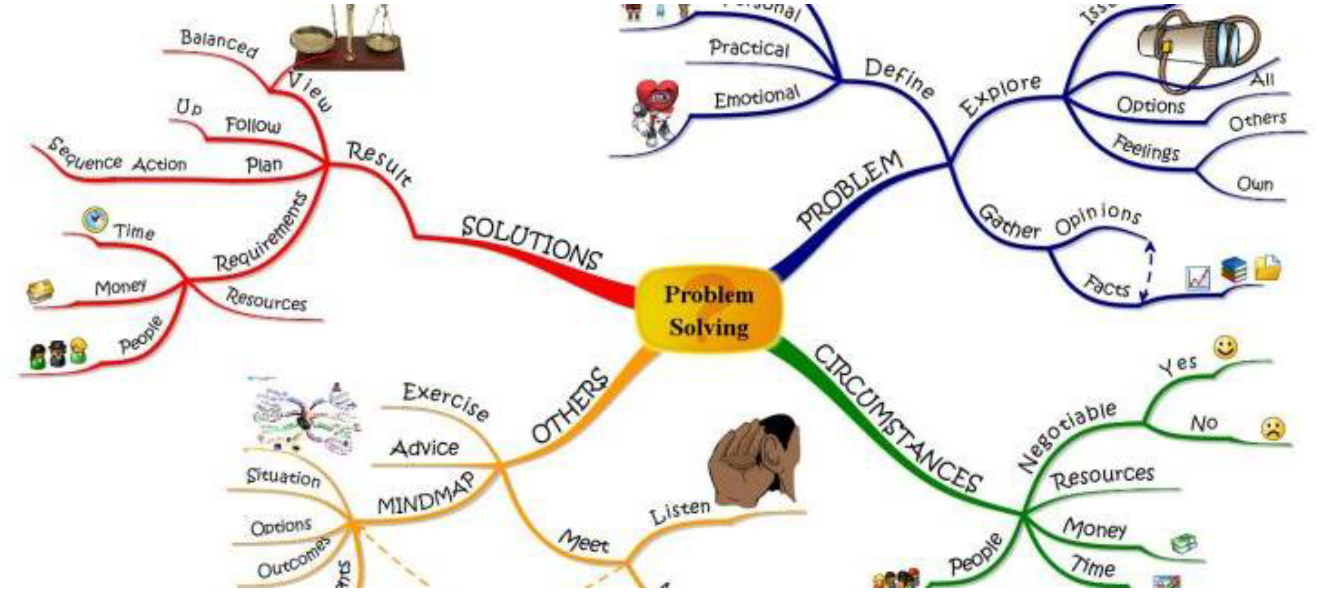 Problem
Solving
SOLUTIONS
Result
View
Balanced
Follow
Up
Plan
Sequence Action
Requirements
Time
Money
People
Resources
PROBLEM
Define
Personal
Practical
Emotional
Explore
Options
All
Feelings
Others
Own
Gather
Opinions
Facts
OTHERS
Exercise
Advice
MINDMAP
Situation
Options
Outcomes
Meet
Listen
CIRCUMSTANCES
Negotiable
Yes
No
Resources
Money
Time
People